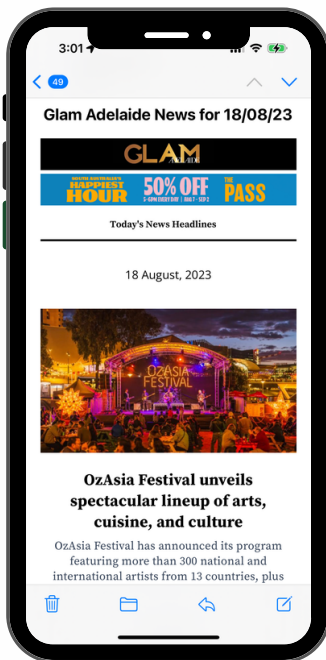 3:01
49
Glam Adelaide News for 18/08/23
GLAM
ADELAIDE
SOUTH AUSTRALIA'S
HAPPIEST
HOUR
50% OFF
THE
PASS
Today's News Headlines
18 August, 2023
OZASIA
FESTIVAL
OzAsia Festival unveils
spectacular lineup of arts,
cuisine, and culture
OzAsia Festival has announced its program
featuring more than 300 national and
international artists from 13 countries, plus